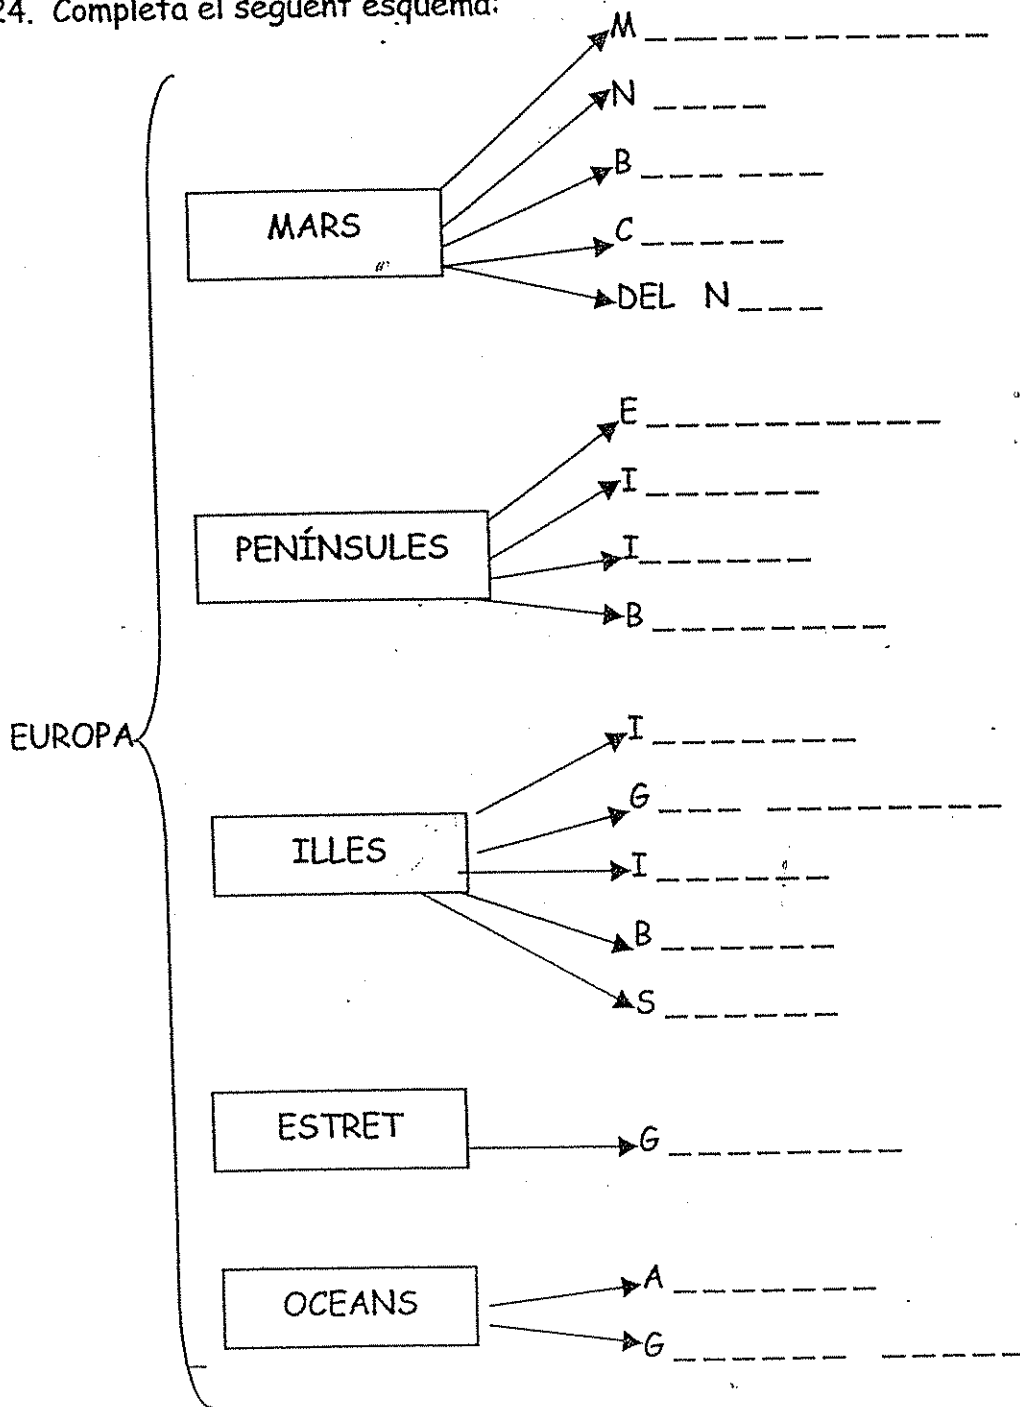 24. Completa el següent esquema:
M _ _ _ _ _ _ _ _ _ _ _ _
N _ _ _ _
B _ _ _ _ _ _
C _ _ _ _ _
DEL N _ _ _
MARS
E _ _ _ _ _ _ _ _ _ _
I _ _ _ _ _ _
I _ _ _ _ _ _
B _ _ _ _ _ _ _ _
PENÍNSULES
EUROPA
I _ _ _ _ _ _ _
G _ _ _ _ _ _ _ _ _ _ _
I _ _ _ _ _ _
B _ _ _ _ _ _
S _ _ _ _ _ _
ILLES
ESTRET
G _ _ _ _ _ _ _ _
OCEANS
A _ _ _ _ _ _ _
G _ _ _ _ _ _ _ _ _ _ _